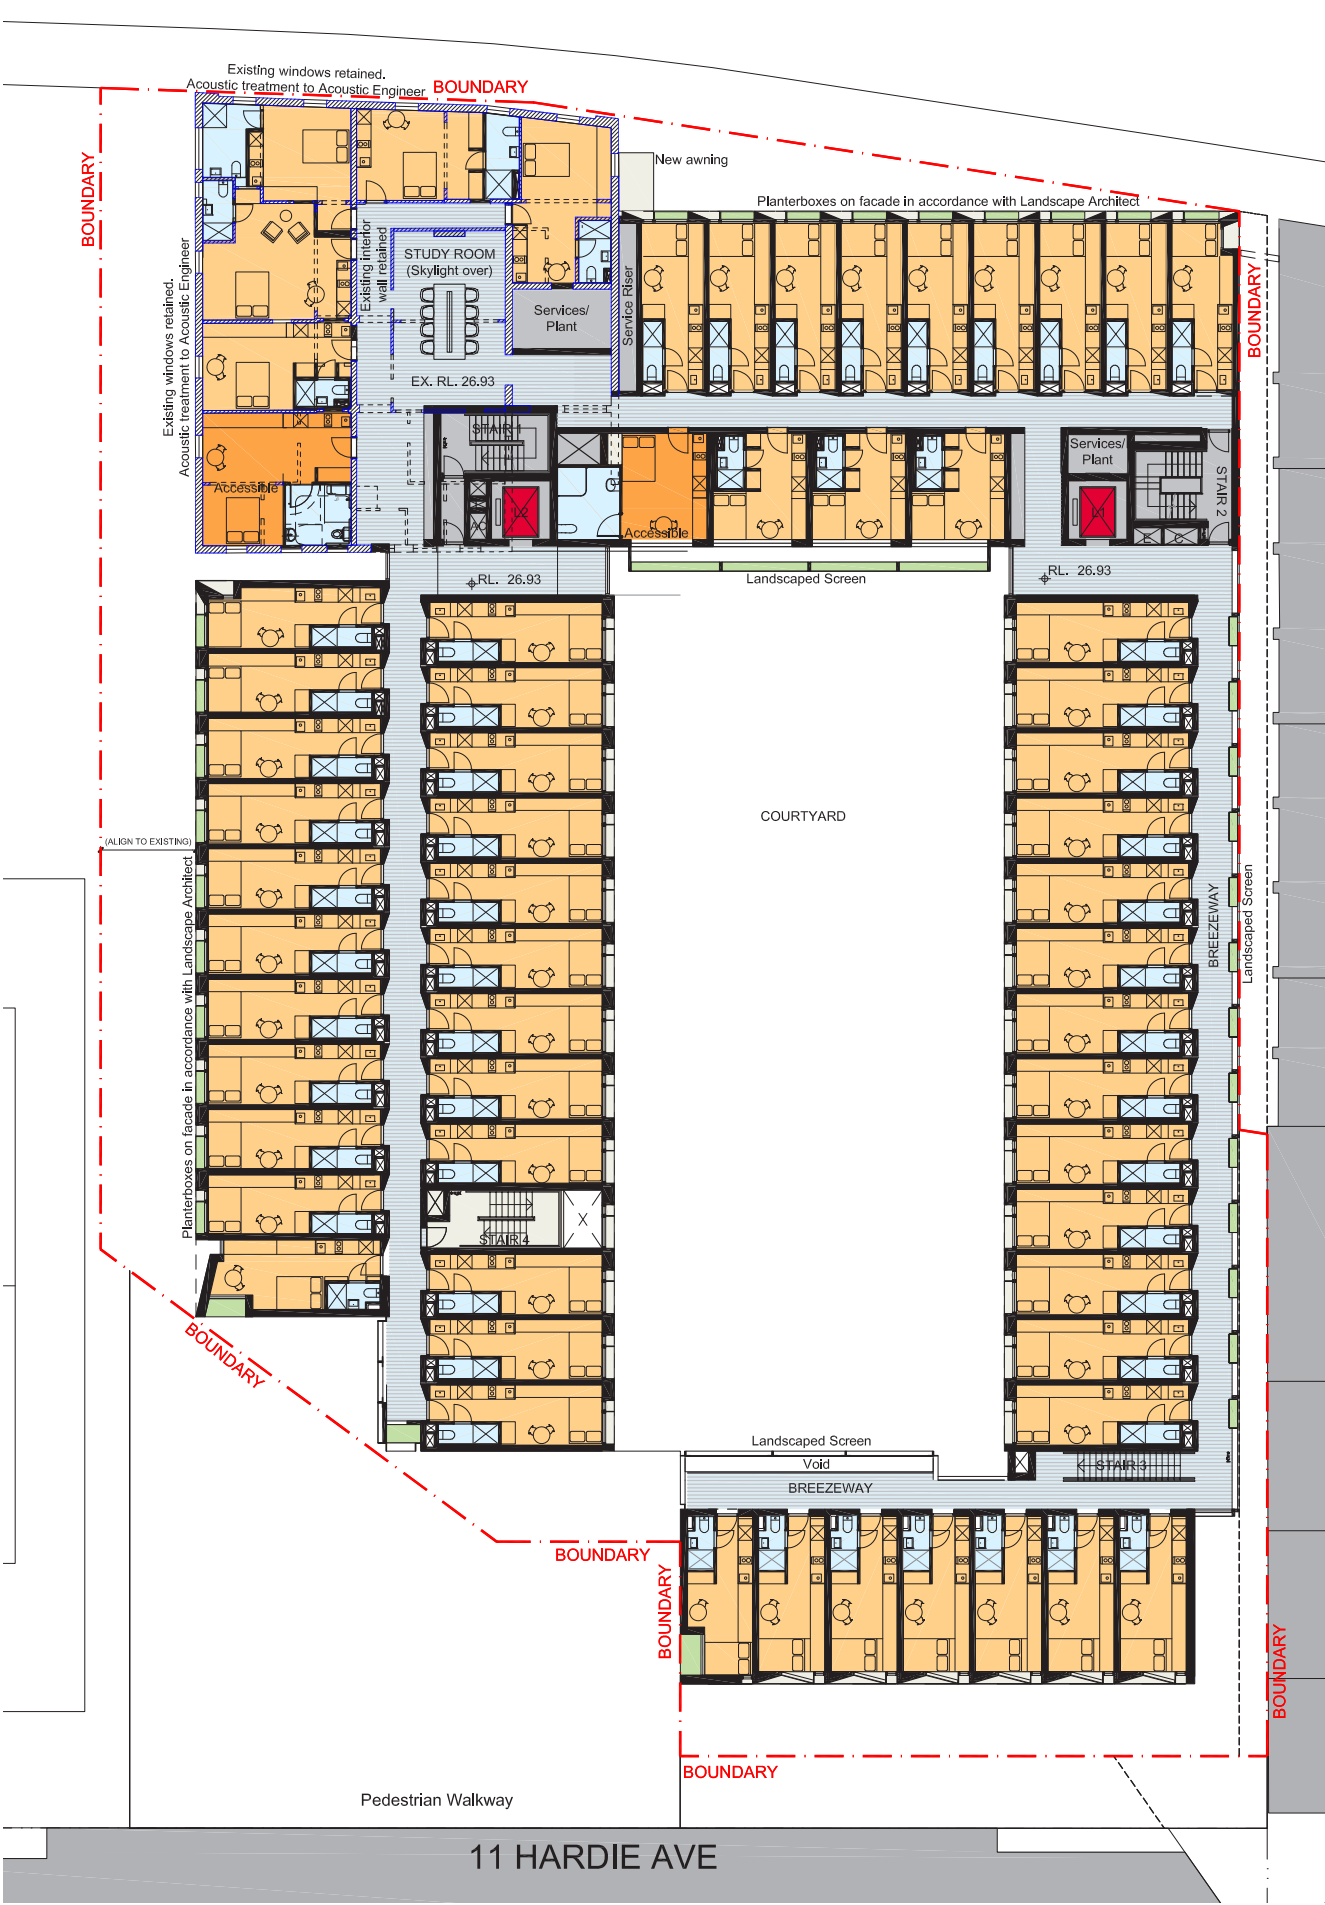 Existing windows retained.
Acoustic treatment to Acoustic Engineer
BOUNDARY
BOUNDARY
New awning
Planterboxes on facade in accordance with Landscape Architect
Existing windows retained.
Acoustic treatment to Acoustic Engineer
Existing interior
wall retained
STUDY ROOM
(Skylight over)
Services/
Plant
Service Riser
BOUNDARY
EX. RL. 26.93
STAIR 1
Services/
Plant
STAIR 2
Accessible
L2
L1
Accessible
RL. 26.93
Landscaped Screen
RL. 26.93
COURTYARD
(ALIGN TO EXISTING)
Planterboxes on facade in accordance with Landscape Architect
BREEZEWAY
Landscaped Screen
STAIR 4
BOUNDARY
Landscaped Screen
Void
STAIR 3
BREEZEWAY
BOUNDARY
BOUNDARY
BOUNDARY
BOUNDARY
Pedestrian Walkway
11 HARDIE AVE